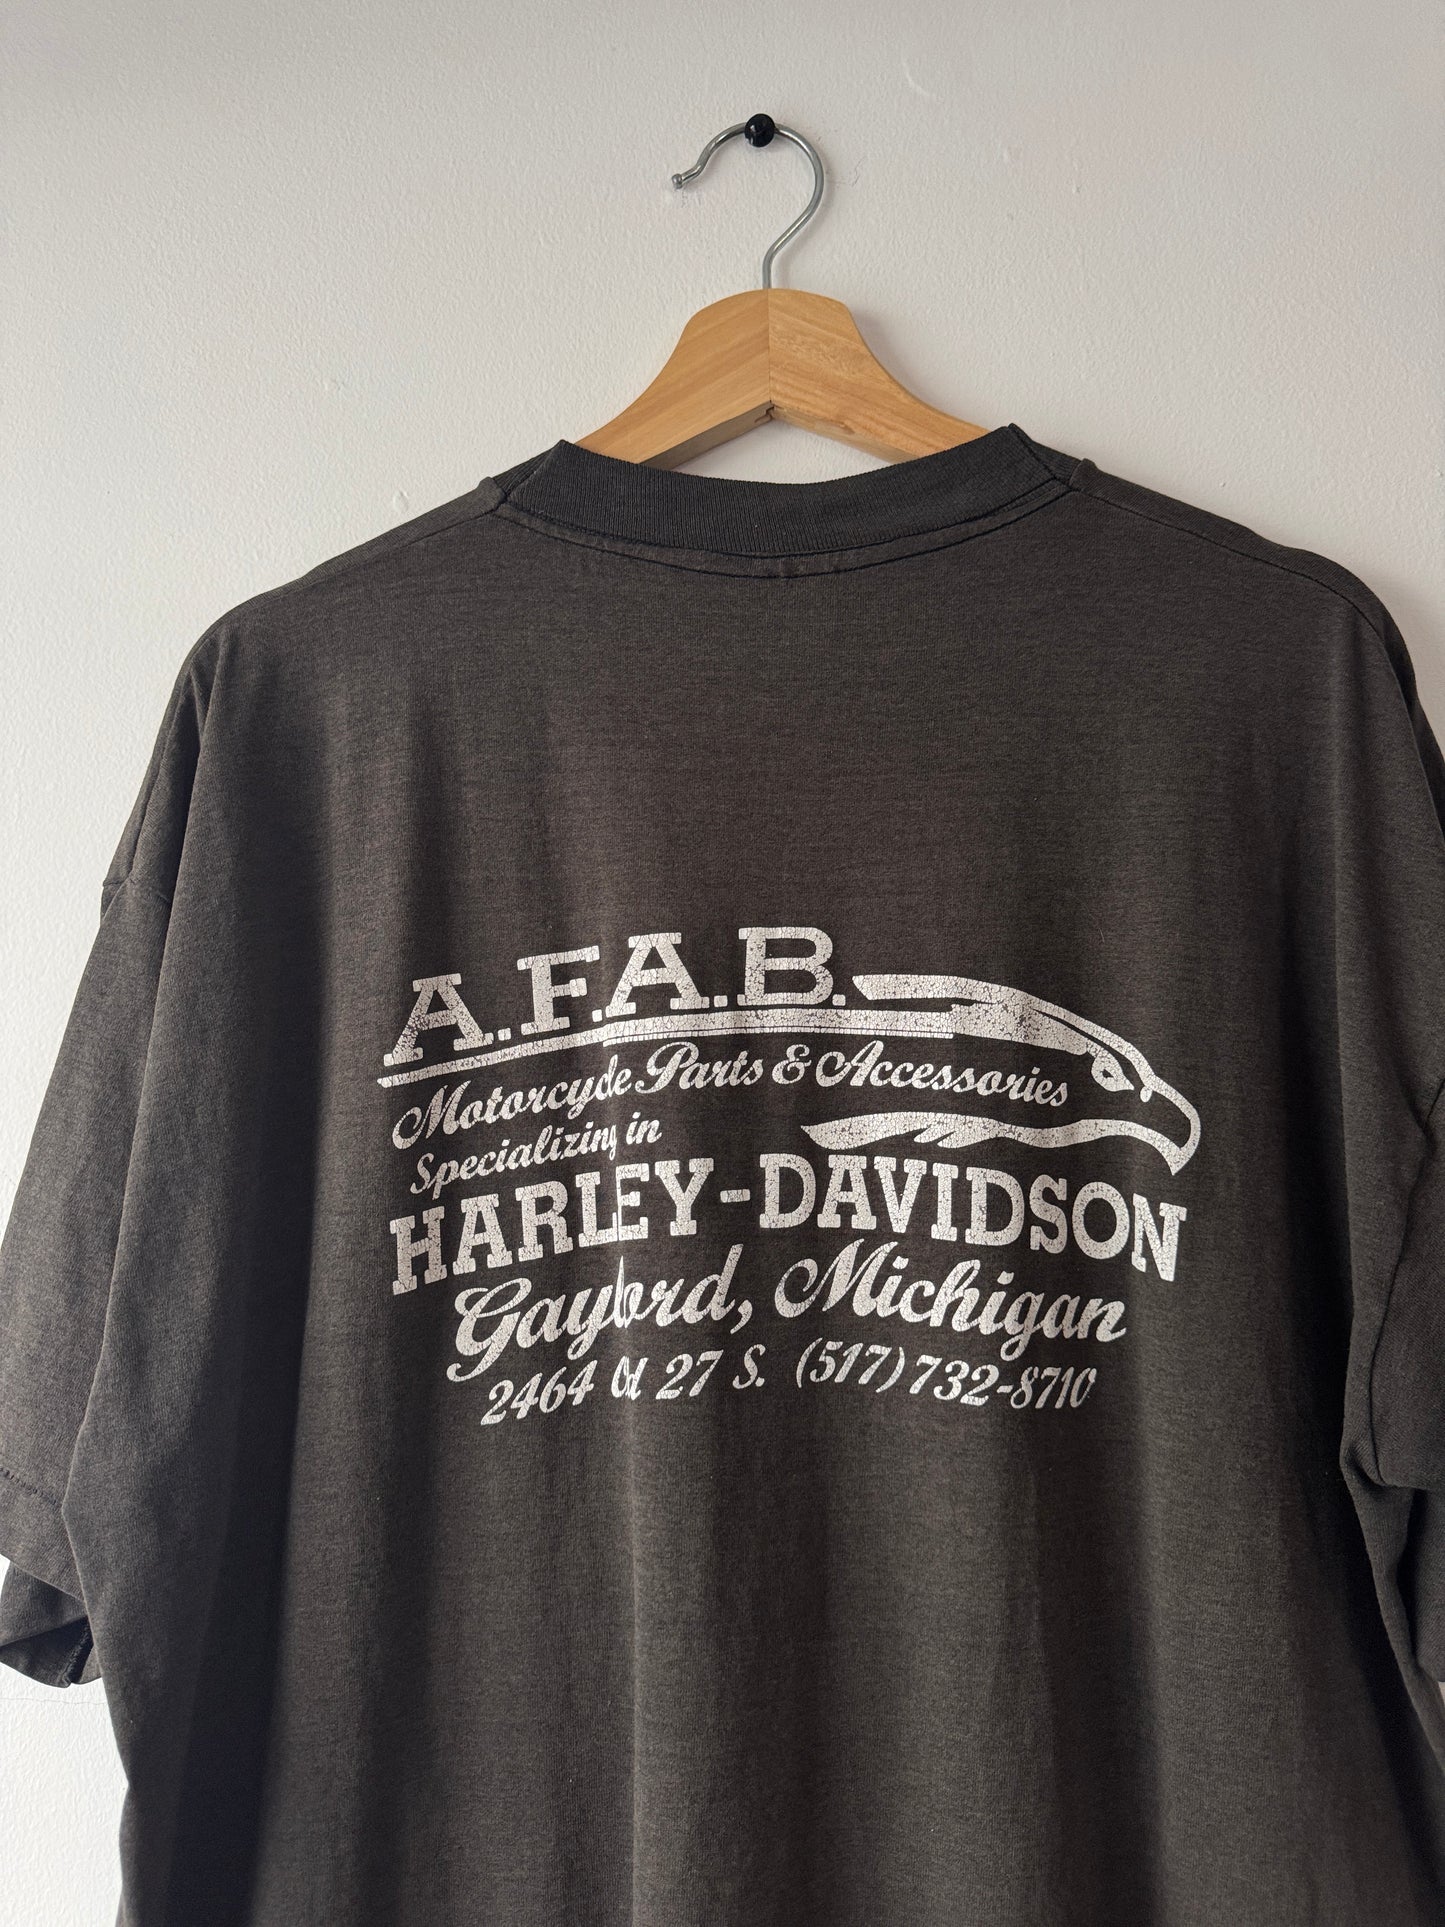 A.F.A.B.
Motorcycle Parts & Accessories
Specializing in
HARLEY-DAVIDSON
Gaylord, Michigan
2464 Old 27 S. (517) 732-8710